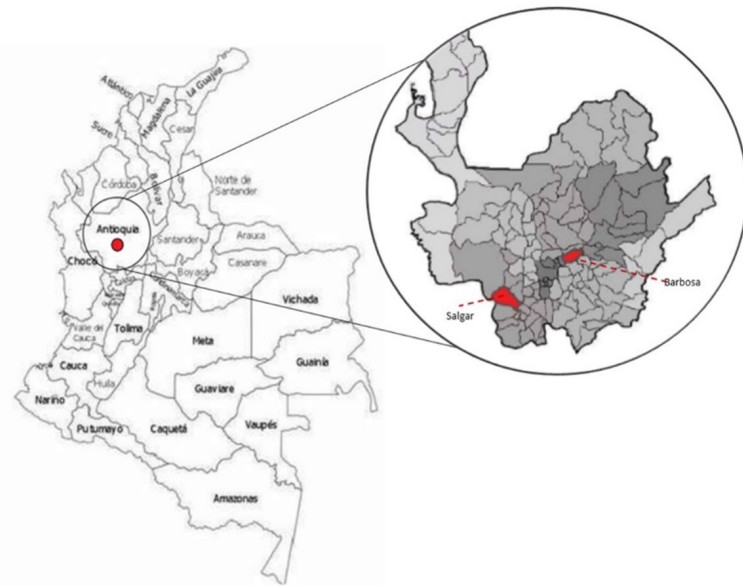 Atlántico
La Guajira
Magdalena
Cesar
Sucre
Bolívar
Córdoba
Norte de
Santander
Antioquia
Santander
Arauca
Chocó
Boyacá
Casanare
Cundinamarca
Vichada
Valle del
Cauca
Tolima
Meta
Guainía
Cauca
Huila
Guaviare
Nariño
Vaupés
Putumayo
Caquetá
Amazonas
Barbosa
Salgar